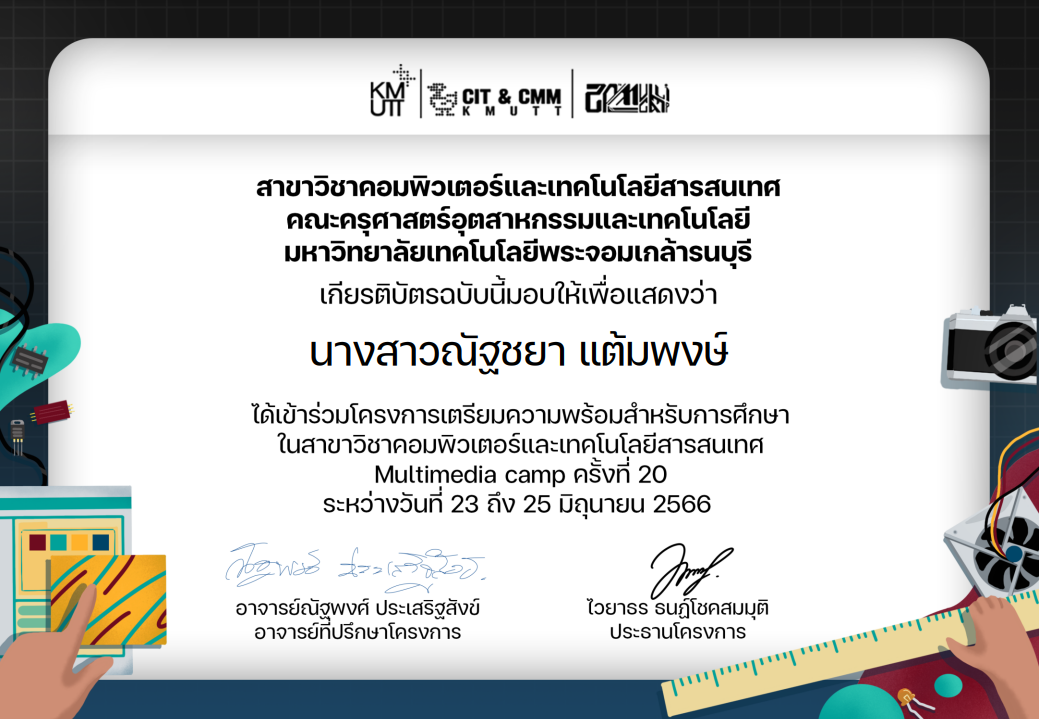 KMUTT
CIT & CMM
KMUTT
สาขาวิชาคอมพิวเตอร์และเทคโนโลยีสารสนเทศ
คณะครุศาสตร์อุตสาหกรรมและเทคโนโลยี
มหาวิทยาลัยเทคโนโลยีพระจอมเกล้ารนบุรี
เกียรติบัตรฉบับนี้มอบให้เพื่อแสดงว่า
นางสาวณัฐชยา แต้มพงษ์
ได้เข้าร่วมโครงการเตรียมความพร้อมสำหรับการศึกษา
ในสาขาวิชาคอมพิวเตอร์และเทคโนโลยีสารสนเทศ
Multimedia camp ครั้งที่ 20
ระหว่างวันที่ 23 ถึง 25 มิถุนายน 2566
อาจารย์ณัฐพงศ์ ประเสริฐสังข์
อาจารย์ที่ปรึกษาโครงการ
ไวยาธร ธนภูโชคสมมุติ
ประธานโครงการ